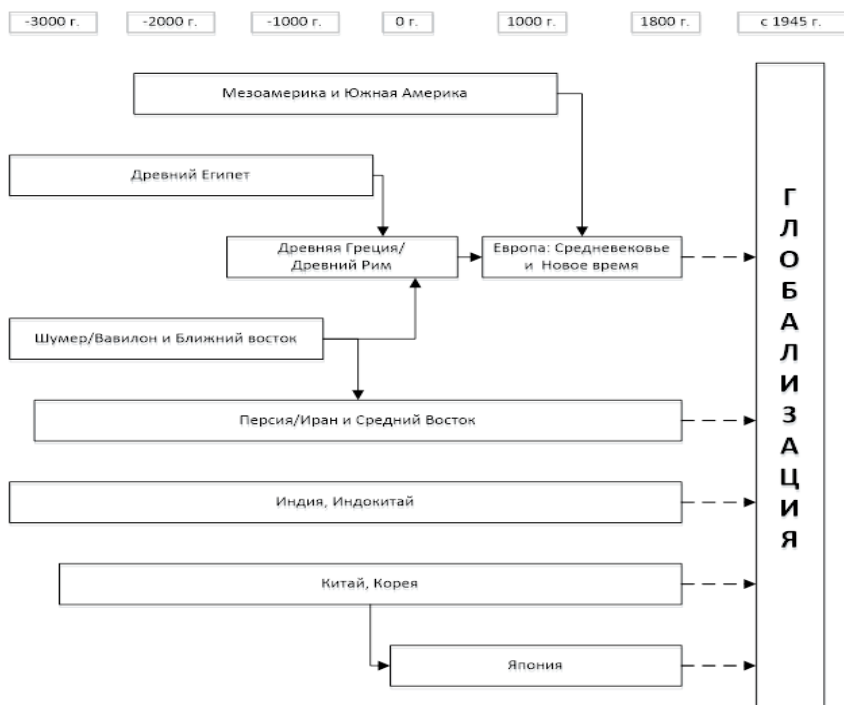 -3000 г.
-2000 г.
-1000 г.
0 г.
1000 г.
1800 г.
с 1945 г.
Мезоамерика и Южная Америка
Древний Египет
Древняя Греция/
Древний Рим
Европа: Средневековье
и Новое время
Шумер/Вавилон и Ближний восток
Персия/Иран и Средний Восток
Индия, Индокитай
Китай, Корея
Япония
ГЛОБАЛИЗАЦИЯ